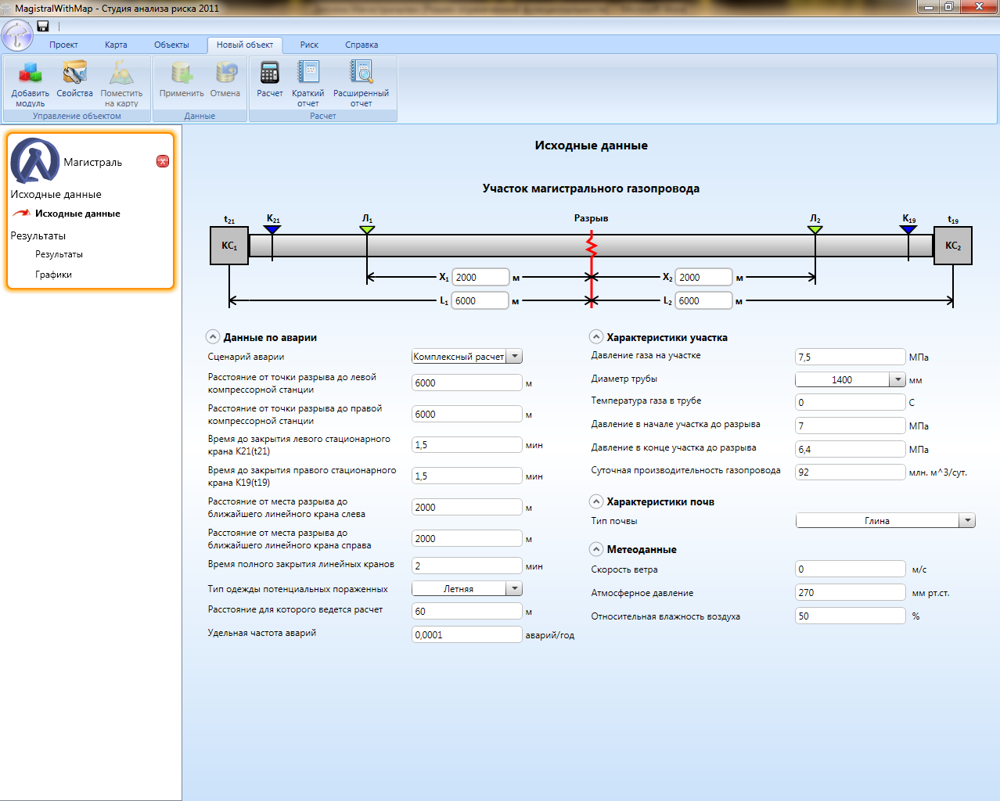 MagistralWithMap - Студия анализа риска 2011
Проект Карта Объекты Новый объект Риск Справка
Добавить модуль
Свойства
Поместить на карту
Применить
Отмена
Расчет
Краткий отчет
Расширенный отчет
Управление объектом Данные Расчет
Магистраль
x
Исходные данные
Исходные данные
Результаты
Результаты
Графики
Исходные данные
Участок магистрального газопровода
t21 К21 Л1 Разрыв Л2 К19 t19
КС1 КС2
X1 2000 м X2 2000 м
L1 6000 м L2 6000 м
Данные по аварии
Сценарий аварии Комплексный расчет
Расстояние от точки разрыва до левой
компрессорной станции 6000 м
Расстояние от точки разрыва до правой
компрессорной станции 6000 м
Время до закрытия левого стационарного
крана К21(t21) 1,5 мин
Время до закрытия правого стационарного
крана К19(t19) 1,5 мин
Расстояние от места разрыва до
ближайшего линейного крана слева 2000 м
Расстояние от места разрыва до
ближайшего линейного крана справа 2000 м
Время полного закрытия линейных кранов 2 мин
Тип одежды потенциальных пораженных Летняя
Расстояние для которого ведется расчет 60 м
Удельная частота аварий 0,0001 аварий/год
Характеристики участка
Давление газа на участке 7,5 МПа
Диаметр трубы 1400 мм
Температура газа в трубе 0 С
Давление в начале участка до разрыва 7 МПа
Давление в конце участка до разрыва 6,4 МПа
Суточная производительность газопровода 92 млн. м^3/сут.
Характеристики почв
Тип почвы Глина
Метеоданные
Скорость ветра 0 м/с
Атмосферное давление 270 мм рт.ст.
Относительная влажность воздуха 50 %